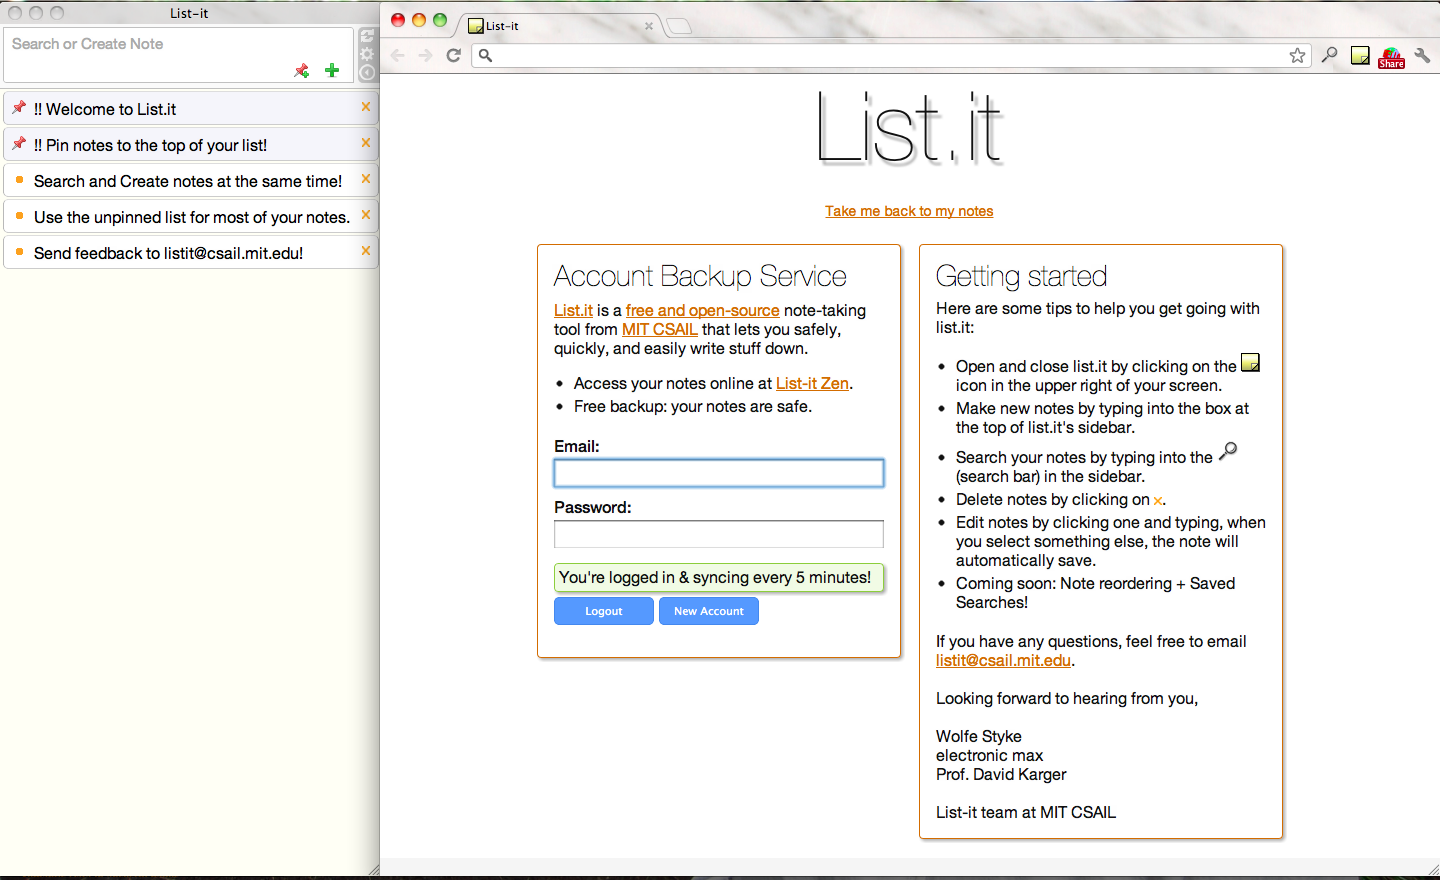 List-it
Search or Create Note
!! Welcome to List.it
!! Pin notes to the top of your list!
Search and Create notes at the same time!
Use the unpinned list for most of your notes.
Send feedback to listit@csail.mit.edu!
List-it
Share
List.it
Take me back to my notes
Account Backup Service
List.it is a free and open-source note-taking
tool from MIT CSAIL that lets you safely,
quickly, and easily write stuff down.
• Access your notes online at List-it Zen.
• Free backup: your notes are safe.
Email:
Password:
You're logged in & syncing every 5 minutes!
Logout
New Account
Getting started
Here are some tips to help you get going with
list.it:
• Open and close list.it by clicking on the
icon in the upper right of your screen.
• Make new notes by typing into the box at
the top of list.it's sidebar.
• Search your notes by typing into the
(search bar) in the sidebar.
• Delete notes by clicking on x.
• Edit notes by clicking one and typing, when
you select something else, the note will
automatically save.
• Coming soon: Note reordering + Saved
Searches!
If you have any questions, feel free to email
listit@csail.mit.edu.
Looking forward to hearing from you,
Wolfe Styke
electronic max
Prof. David Karger
List-it team at MIT CSAIL